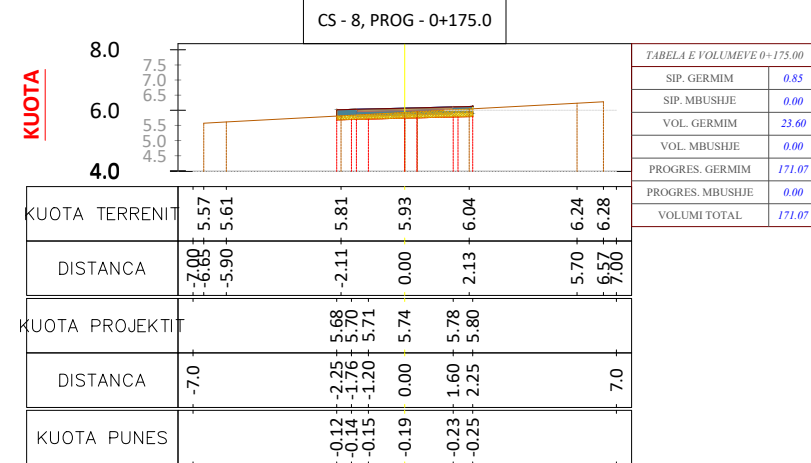 CS - 8, PROG - 0+175.0
KUOTA
8.0
7.5
7.0
6.5
6.0
5.5
5.0
4.5
4.0
TABELA E VOLUMEVE 0+175.00
SIP. GERMIM 0.85
SIP. MBUSHJE 0.00
VOL. GERMIM 23.60
VOL. MBUSHJE 0.00
PROGRES. GERMIM 171.07
PROGRES. MBUSHJE 0.00
VOLUMI TOTAL 171.07
KUOTA TERRENIT 5.57 5.61 5.81 5.93 6.04 6.24 6.28
DISTANCA -7.00 -6.65 -5.90 -2.11 0.00 2.13 5.70 6.57 7.00
KUOTA PROJEKTIT 5.68 5.70 5.71 5.74 5.78 5.80
DISTANCA -7.0 -2.25 -1.76 -1.20 0.00 1.60 2.25 7.0
KUOTA PUNES -0.12 -0.14 -0.15 -0.19 -0.23 -0.25